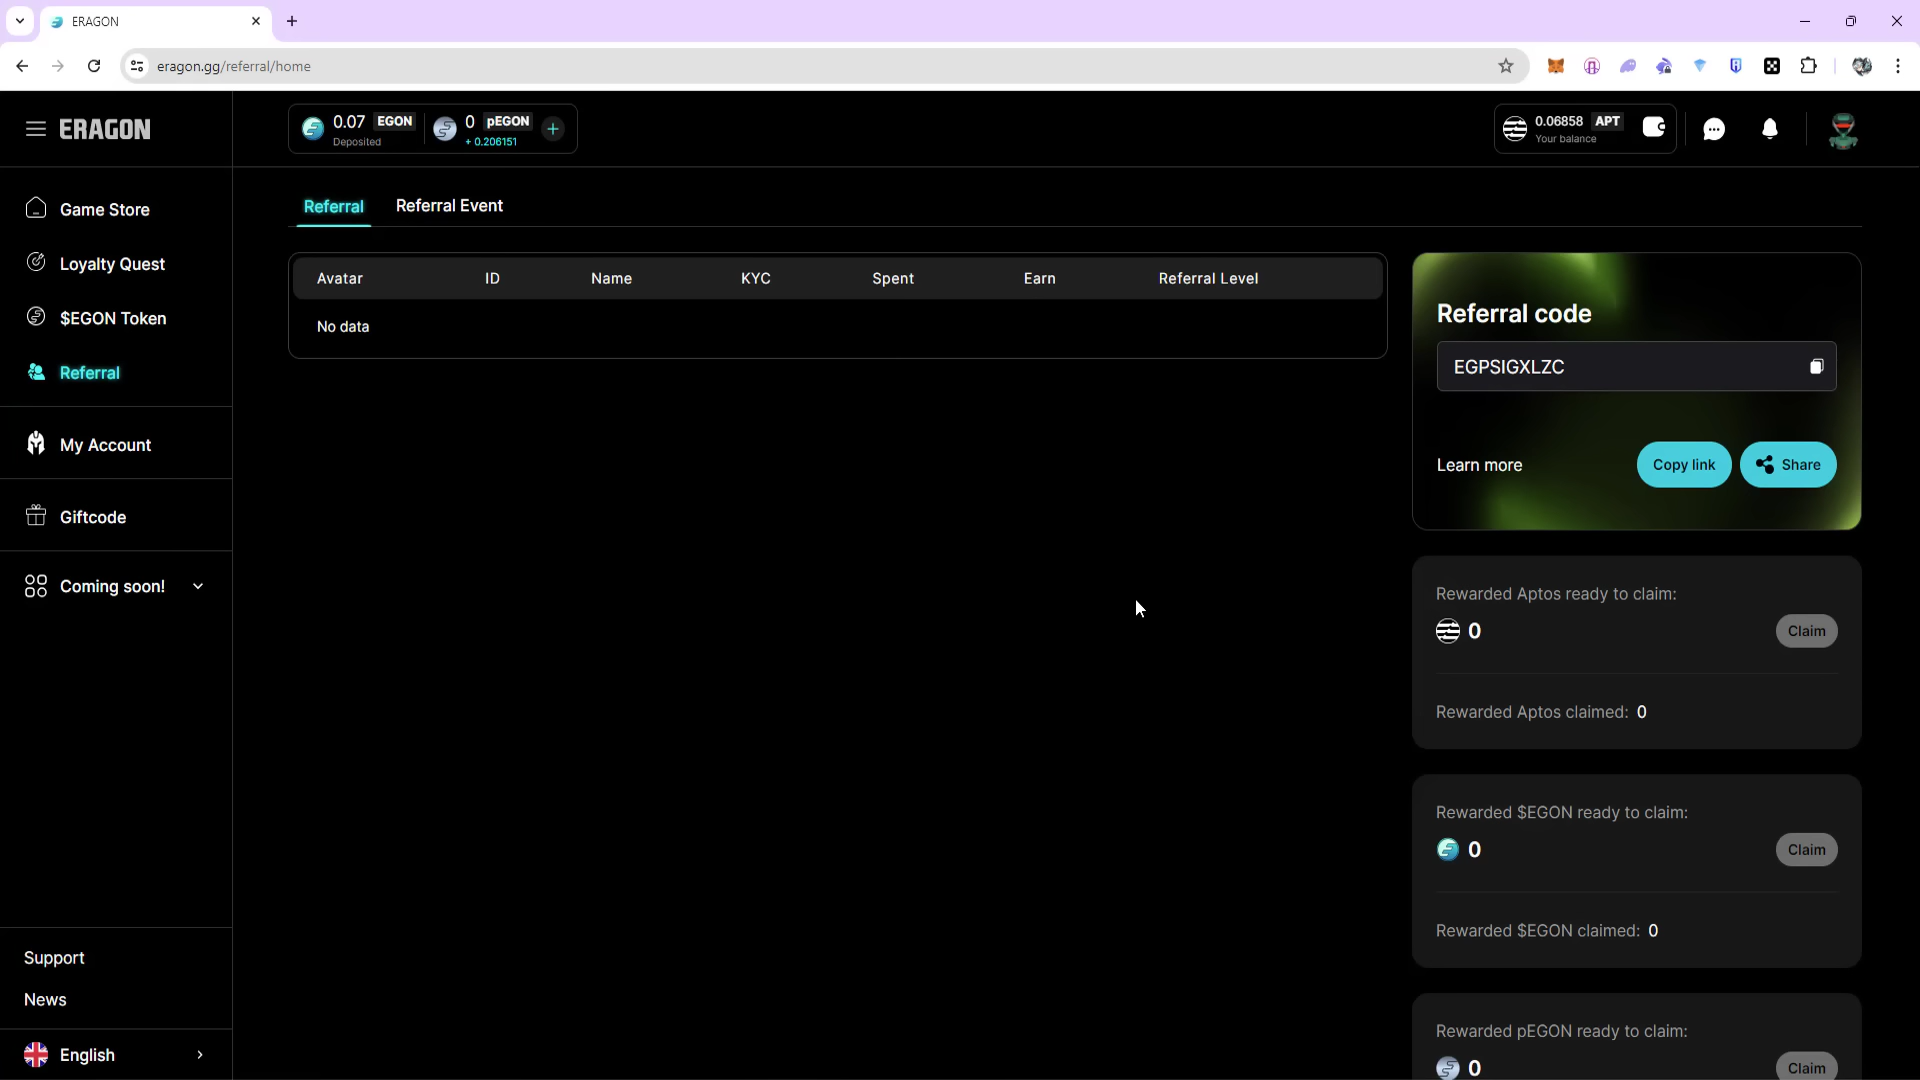 ERAGON
eragon.gg/referral/home
ERAGON
0.07 EGON
Deposited
0 pEGON
+ 0.206151
0.06858 APT
Your balance
Game Store
Loyalty Quest
$EGON Token
Referral
My Account
Giftcode
Coming soon!
Support
News
English
Referral
Referral Event
Avatar ID Name KYC Spent Earn Referral Level
No data
Referral code
EGPSIGXLZC
Learn more
Copy link
Share
Rewarded Aptos ready to claim:
0
Claim
Rewarded Aptos claimed: 0
Rewarded $EGON ready to claim:
0
Claim
Rewarded $EGON claimed: 0
Rewarded pEGON ready to claim:
0
Claim